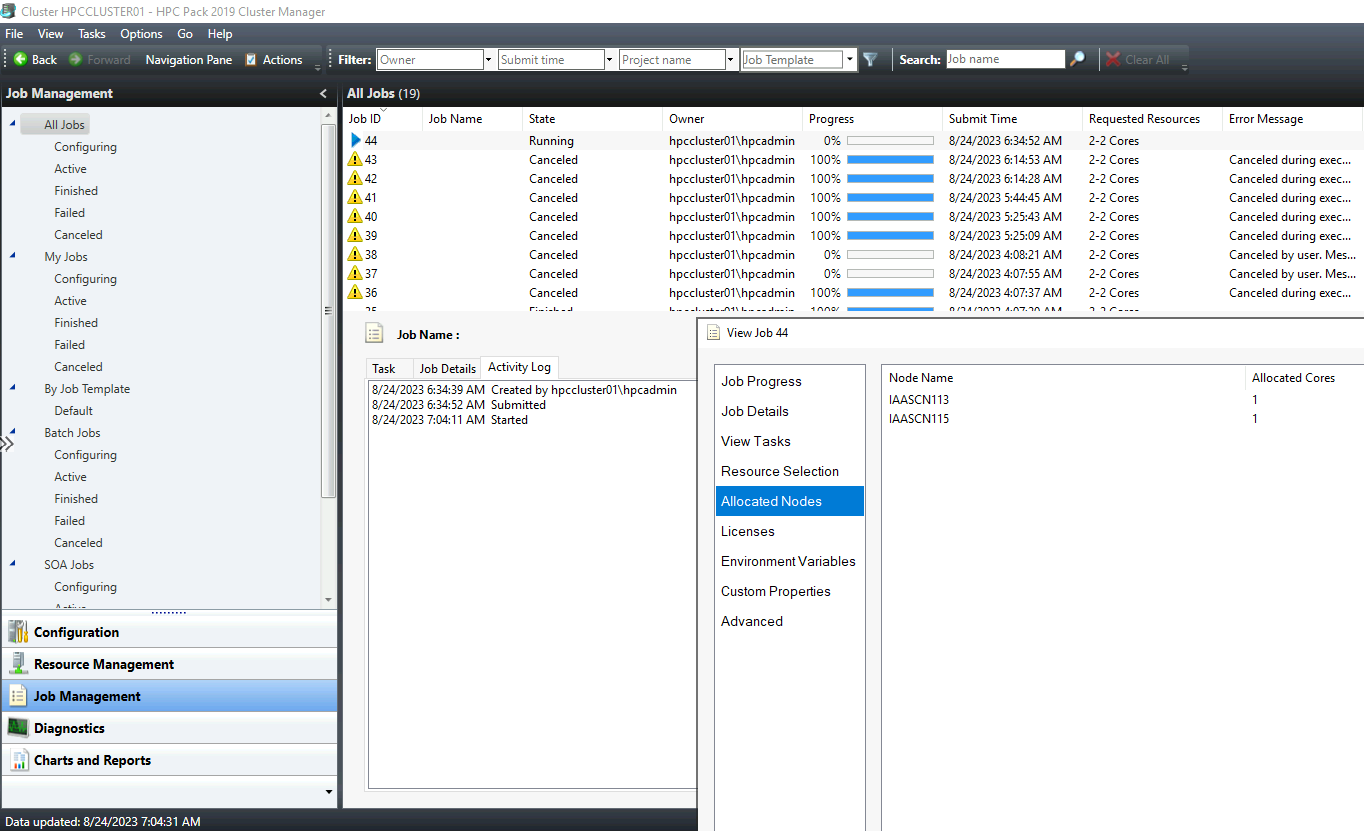 Cluster HPCCLUSTER01 - HPC Pack 2019 Cluster Manager
File View Tasks Options Go Help
Back Forward Navigation Pane Actions Filter: Owner Submit time Project name Job Template Search: Job name Clear All
Job Management <
All Jobs
Configuring
Active
Finished
Failed
Canceled
My Jobs
Configuring
Active
Finished
Failed
Canceled
By Job Template
Default
Batch Jobs
Configuring
Active
Finished
Failed
Canceled
SOA Jobs
Configuring
Active
Configuration
Resource Management
Job Management
Diagnostics
Charts and Reports
All Jobs (19)
Job ID Job Name State Owner Progress Submit Time Requested Resources Error Message
44 Running hpccluster01\hpcadmin 0% 8/24/2023 6:34:52 AM 2-2 Cores
43 Canceled hpccluster01\hpcadmin 100% 8/24/2023 6:14:53 AM 2-2 Cores Canceled during exec...
42 Canceled hpccluster01\hpcadmin 100% 8/24/2023 6:14:28 AM 2-2 Cores Canceled during exec...
41 Canceled hpccluster01\hpcadmin 100% 8/24/2023 5:44:45 AM 2-2 Cores Canceled during exec...
40 Canceled hpccluster01\hpcadmin 100% 8/24/2023 5:25:43 AM 2-2 Cores Canceled during exec...
39 Canceled hpccluster01\hpcadmin 100% 8/24/2023 5:25:09 AM 2-2 Cores Canceled during exec...
38 Canceled hpccluster01\hpcadmin 0% 8/24/2023 4:08:21 AM 2-2 Cores Canceled by user. Mes...
37 Canceled hpccluster01\hpcadmin 0% 8/24/2023 4:07:55 AM 2-2 Cores Canceled by user. Mes...
36 Canceled hpccluster01\hpcadmin 100% 8/24/2023 4:07:37 AM 2-2 Cores Canceled during exec...
Job Name :
Task Job Details Activity Log
8/24/2023 6:34:39 AM Created by hpccluster01\hpcadmin
8/24/2023 6:34:52 AM Submitted
8/24/2023 7:04:11 AM Started
View Job 44
Job Progress
Job Details
View Tasks
Resource Selection
Allocated Nodes
Licenses
Environment Variables
Custom Properties
Advanced
Node Name Allocated Cores
IAASCN113 1
IAASCN115 1
Data updated: 8/24/2023 7:04:31 AM